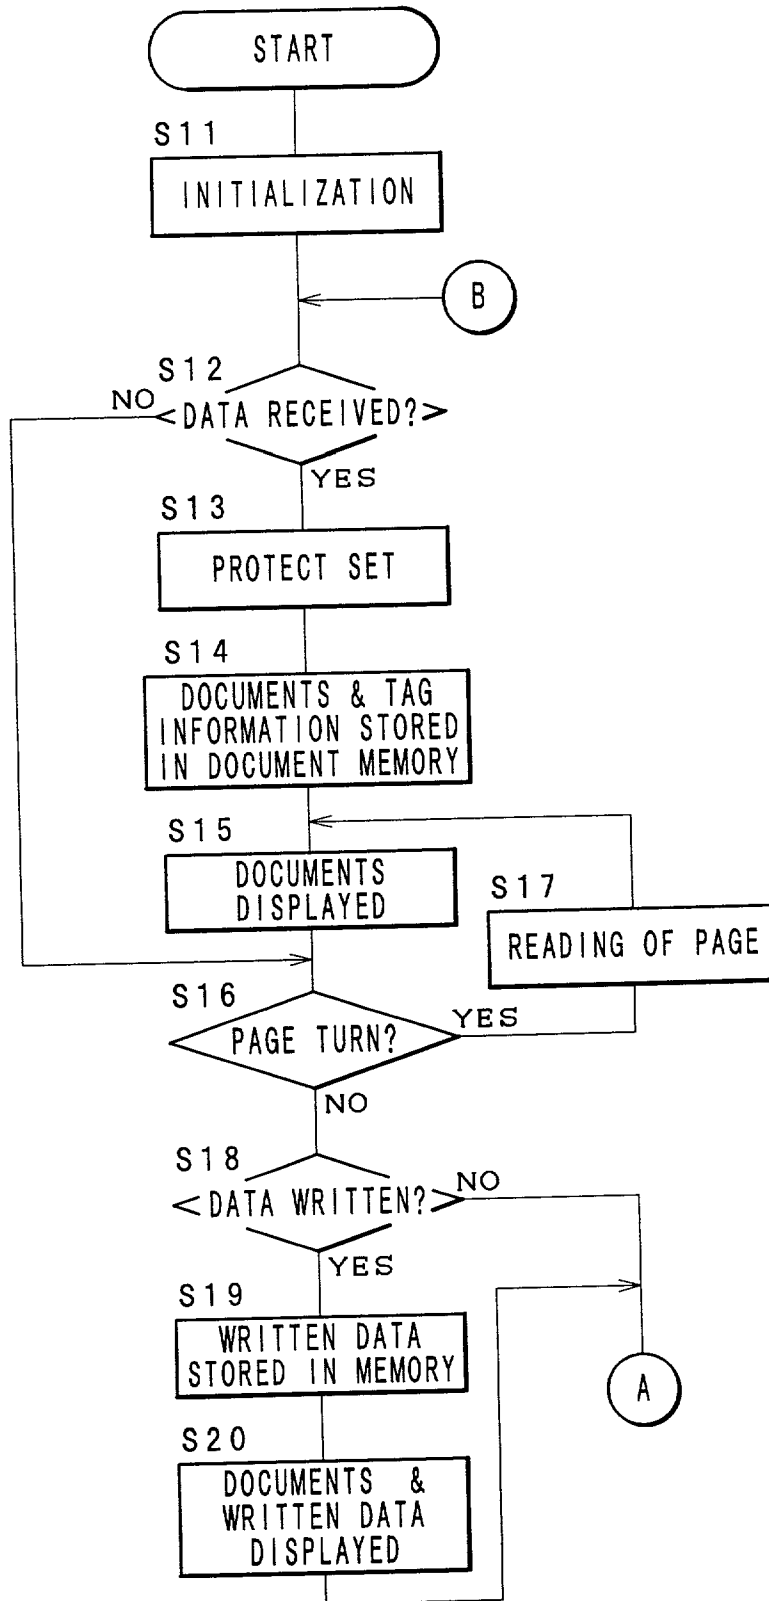 START
S11
INITIALIZATION
B
S12
NO
DATA RECEIVED?
YES
S13
PROTECT SET
S14
DOCUMENTS & TAG
INFORMATION STORED
IN DOCUMENT MEMORY
S15
DOCUMENTS
DISPLAYED
S17
READING OF PAGE
S16
PAGE TURN?
YES
NO
S18
DATA WRITTEN?
NO
YES
S19
WRITTEN DATA
STORED IN MEMORY
A
S20
DOCUMENTS &
WRITTEN DATA
DISPLAYED